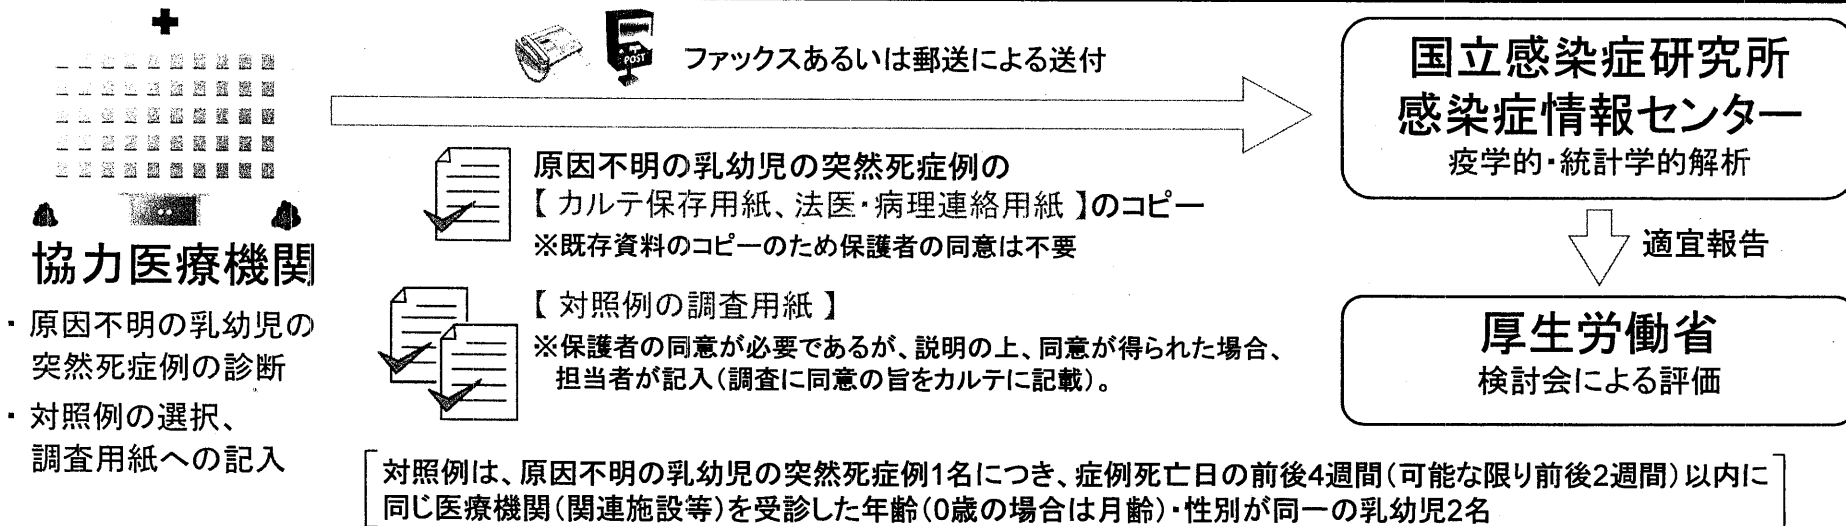 ファックスあるいは郵送による送付
POST
国立感染症研究所
感染症情報センター
疫学的・統計学的解析
原因不明の乳幼児の突然死症例の
【 カルテ保存用紙、法医・病理連絡用紙 】のコピー
※既存資料のコピーのため保護者の同意は不要
適宜報告
協力医療機関
・ 原因不明の乳幼児の
突然死症例の診断
・ 対照例の選択、
調査用紙への記入
【 対照例の調査用紙 】
※保護者の同意が必要であるが、説明の上、同意が得られた場合、
担当者が記入（調査に同意の旨をカルテに記載）。
厚生労働省
検討会による評価
対照例は、原因不明の乳幼児の突然死症例1名につき、症例死亡日の前後4週間（可能な限り前後2週間）以内に
同じ医療機関（関連施設等）を受診した年齢（0歳の場合は月齢）・性別が同一の乳幼児2名